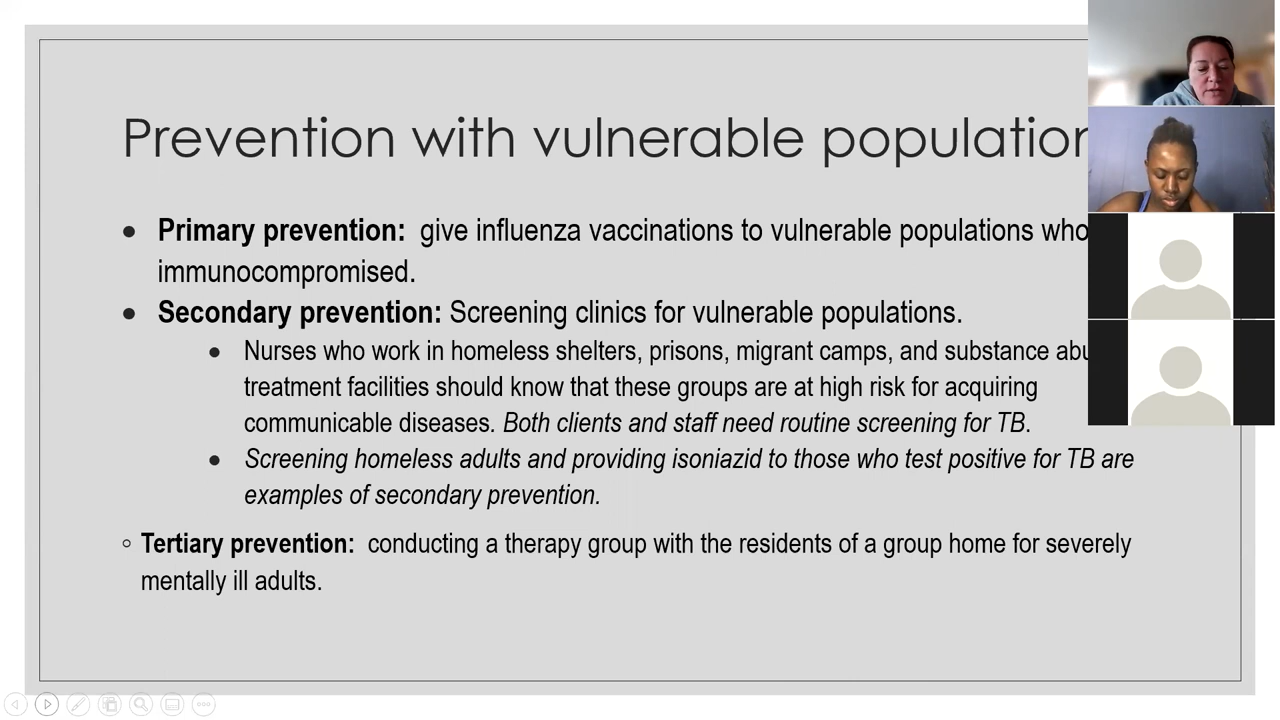 Prevention with vulnerable population
Primary prevention: give influenza vaccinations to vulnerable populations who
immunocompromised.
Secondary prevention: Screening clinics for vulnerable populations.
Nurses who work in homeless shelters, prisons, migrant camps, and substance abu
treatment facilities should know that these groups are at high risk for acquiring
communicable diseases. Both clients and staff need routine screening for TB.
Screening homeless adults and providing isoniazid to those who test positive for TB are
examples of secondary prevention.
Tertiary prevention: conducting a therapy group with the residents of a group home for severely
mentally ill adults.